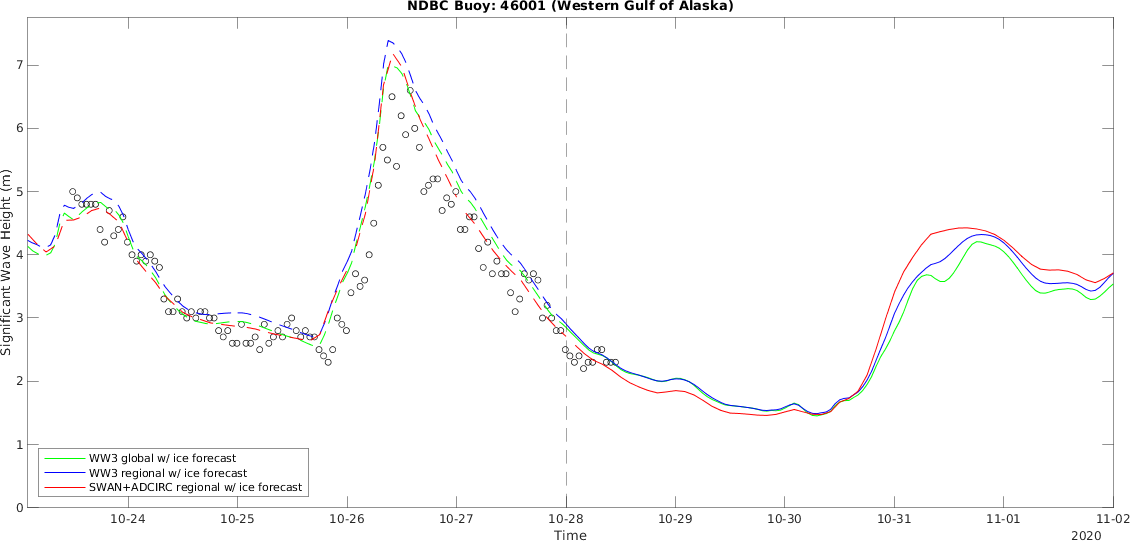 NDBC Buoy: 46001 (Western Gulf of Alaska)
Significant Wave Height (m)
7
6
5
4
3
2
1
0
WW3 global w/ ice forecast
WW3 regional w/ ice forecast
SWAN+ADCIRC regional w/ ice forecast
10-24 10-25 10-26 10-27 10-28 10-29 10-30 10-31 11-01 11-02
Time
2020